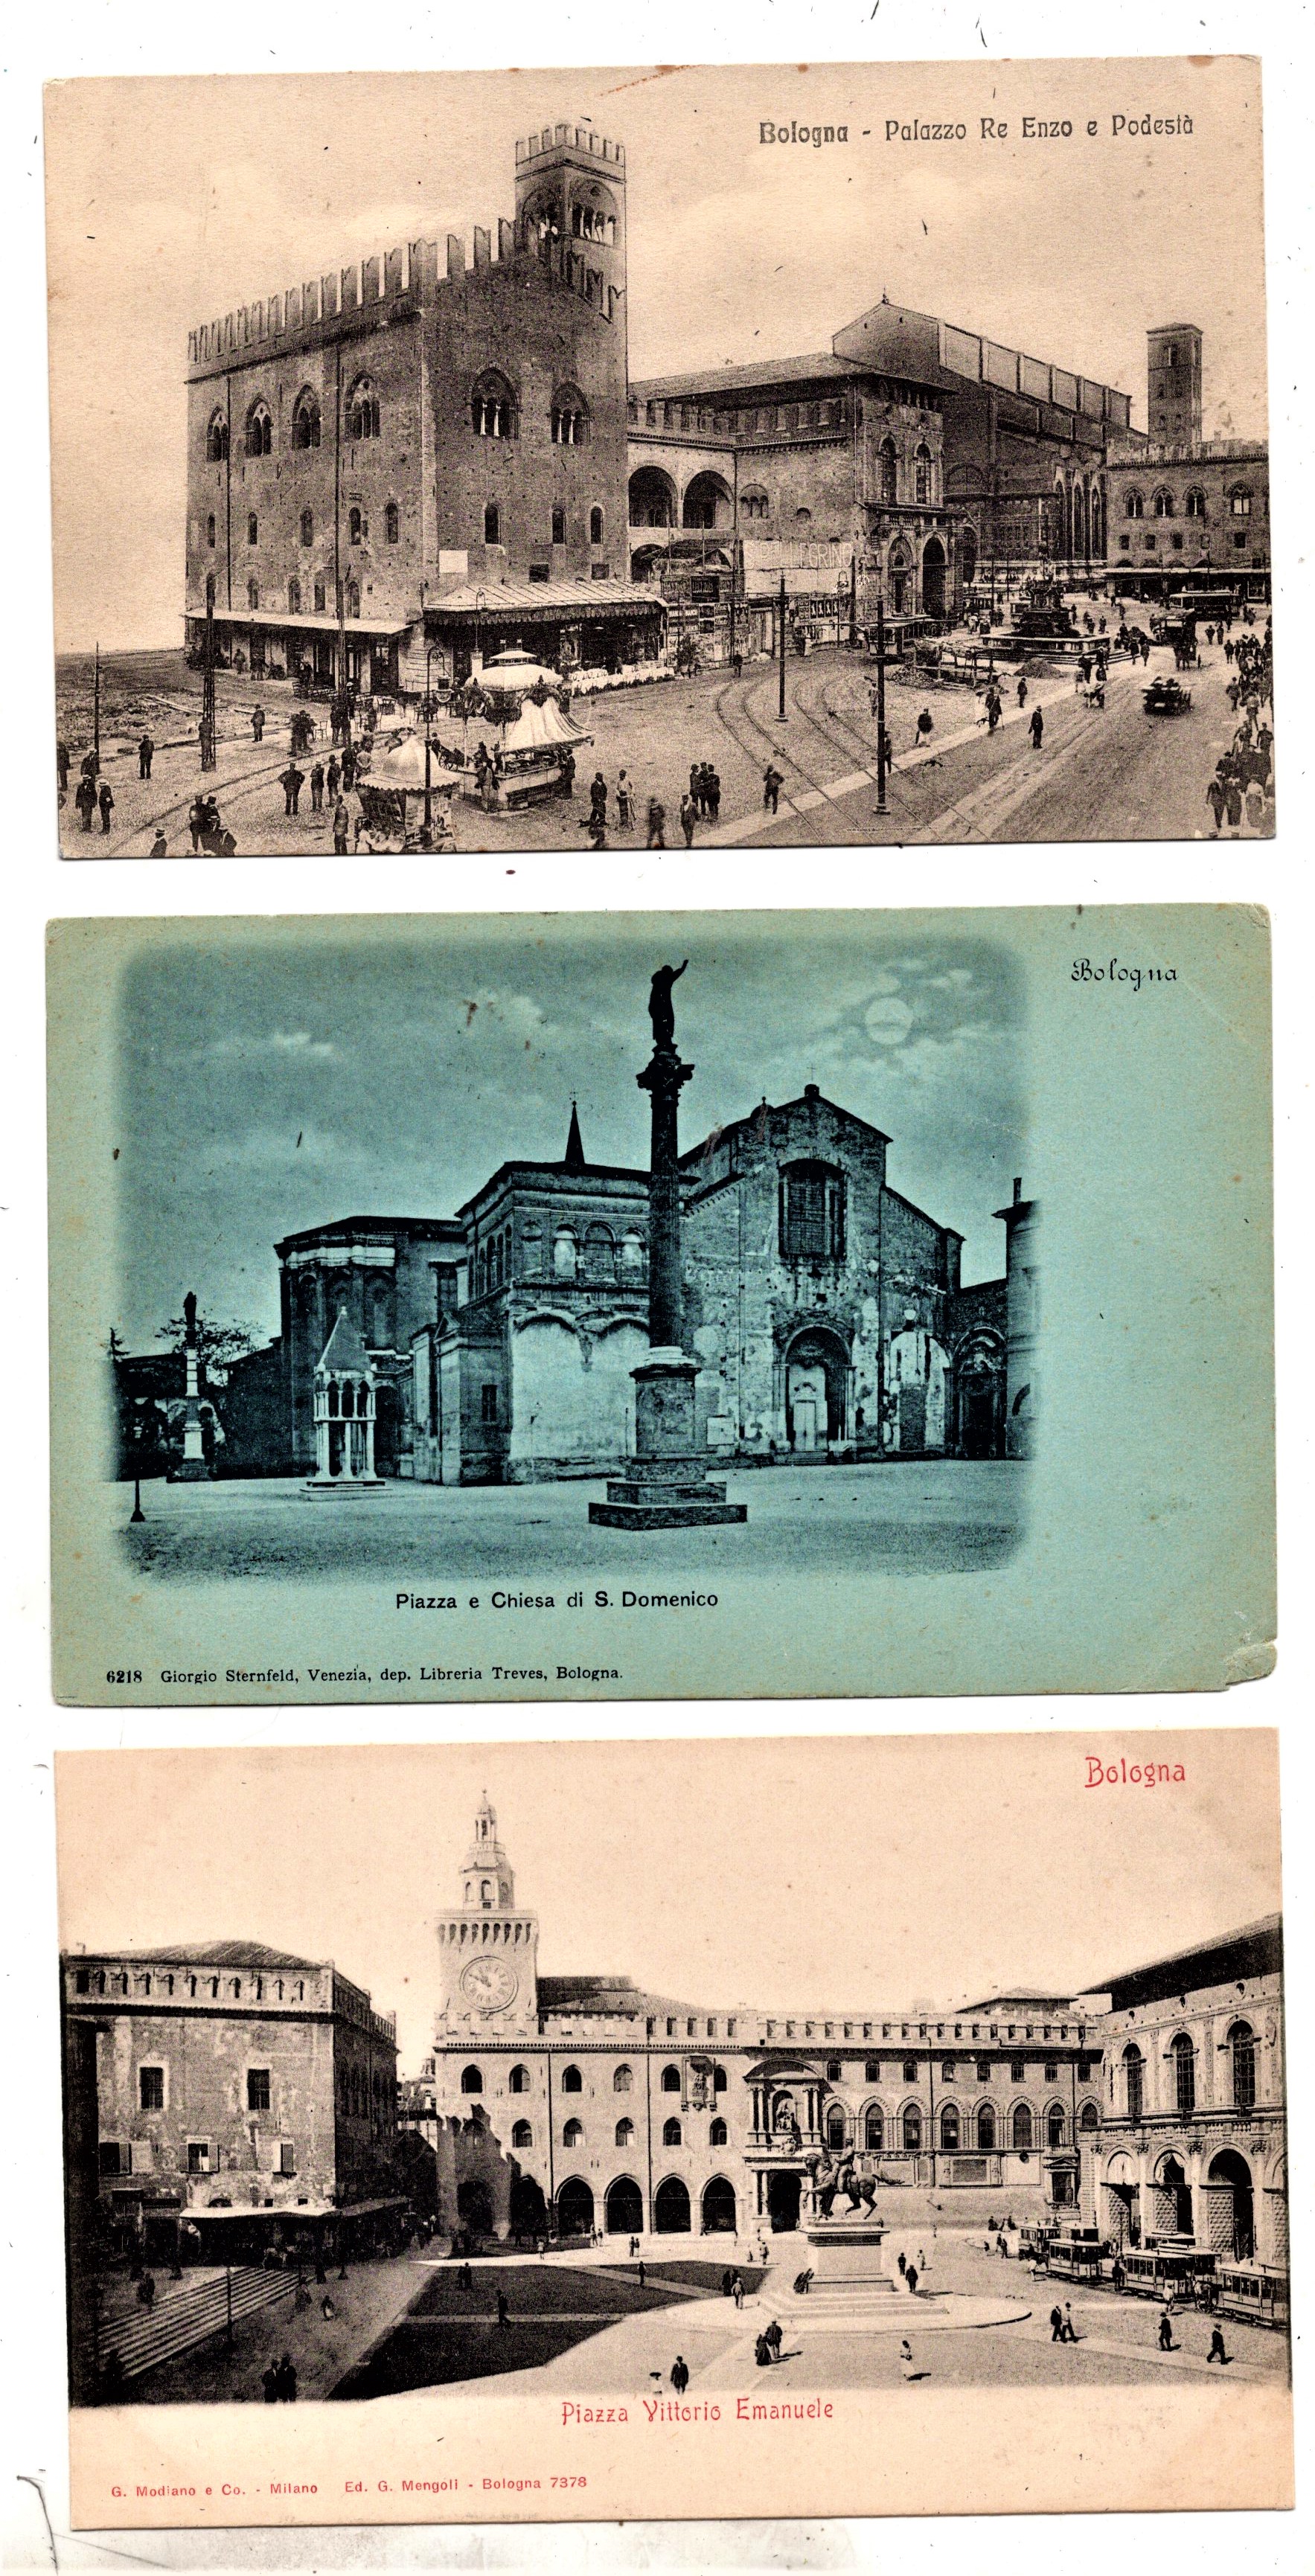 Bologna - Palazzo Re Enzo e Podestà
Bologna
Piazza e Chiesa di S. Domenico
6218 Giorgio Sternfeld, Venezia, dep. Libreria Treves, Bologna.
Bologna
Piazza Vittorio Emanuele
G. Modiano e Co. - Milano Ed. G. Mengoli - Bologna 7378